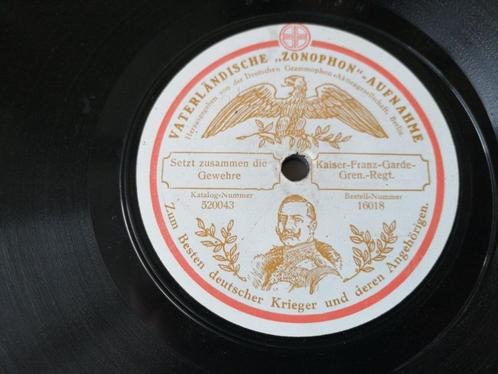 VATERLÄNDISCHE „ZONOPHON"-AUFNAHME
Herausgegeben von der Deutschen Grammophon-Aktiengesellschaft, Berlin.
Setzt zusammen die
Gewehre
Kaiser-Franz-Garde-
Gren.-Regt.
Katalog-Nummer
520043
Bestell-Nummer
16018
Zum Besten deutscher Krieger und deren Angehörigen.